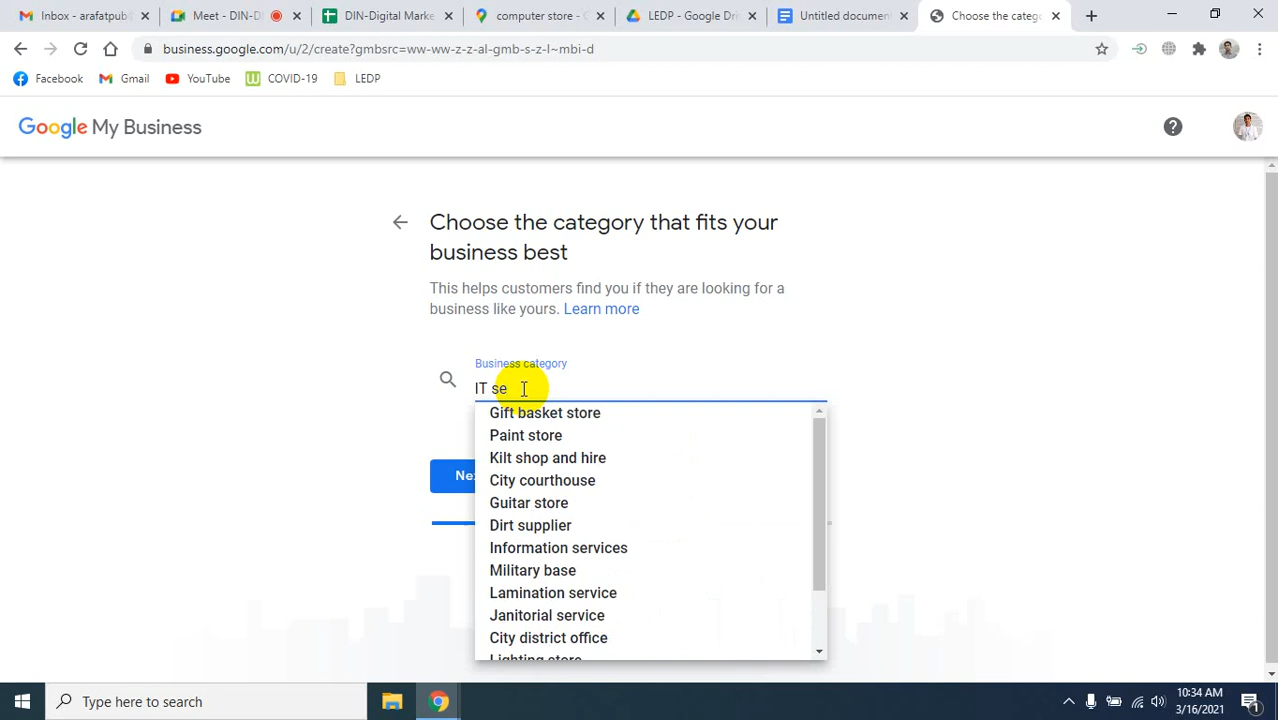 Inbox - arafatpub
Meet - DIN-D
DIN-Digital Marke
computer store - G
LEDP - Google Dri
Untitled documen
Choose the categ
business.google.com/u/2/create?gmbsrc=ww-ww-z-z-al-gmb-s-z-l~mbi-d
Facebook
Gmail
YouTube
COVID-19
LEDP
Google My Business
Choose the category that fits your
business best
This helps customers find you if they are looking for a
business like yours. Learn more
Business category
IT se
Gift basket store
Paint store
Kilt shop and hire
Nex
City courthouse
Guitar store
Dirt supplier
Information services
Military base
Lamination service
Janitorial service
City district office
Lighting store
Type here to search
10:34 AM
3/16/2021
1